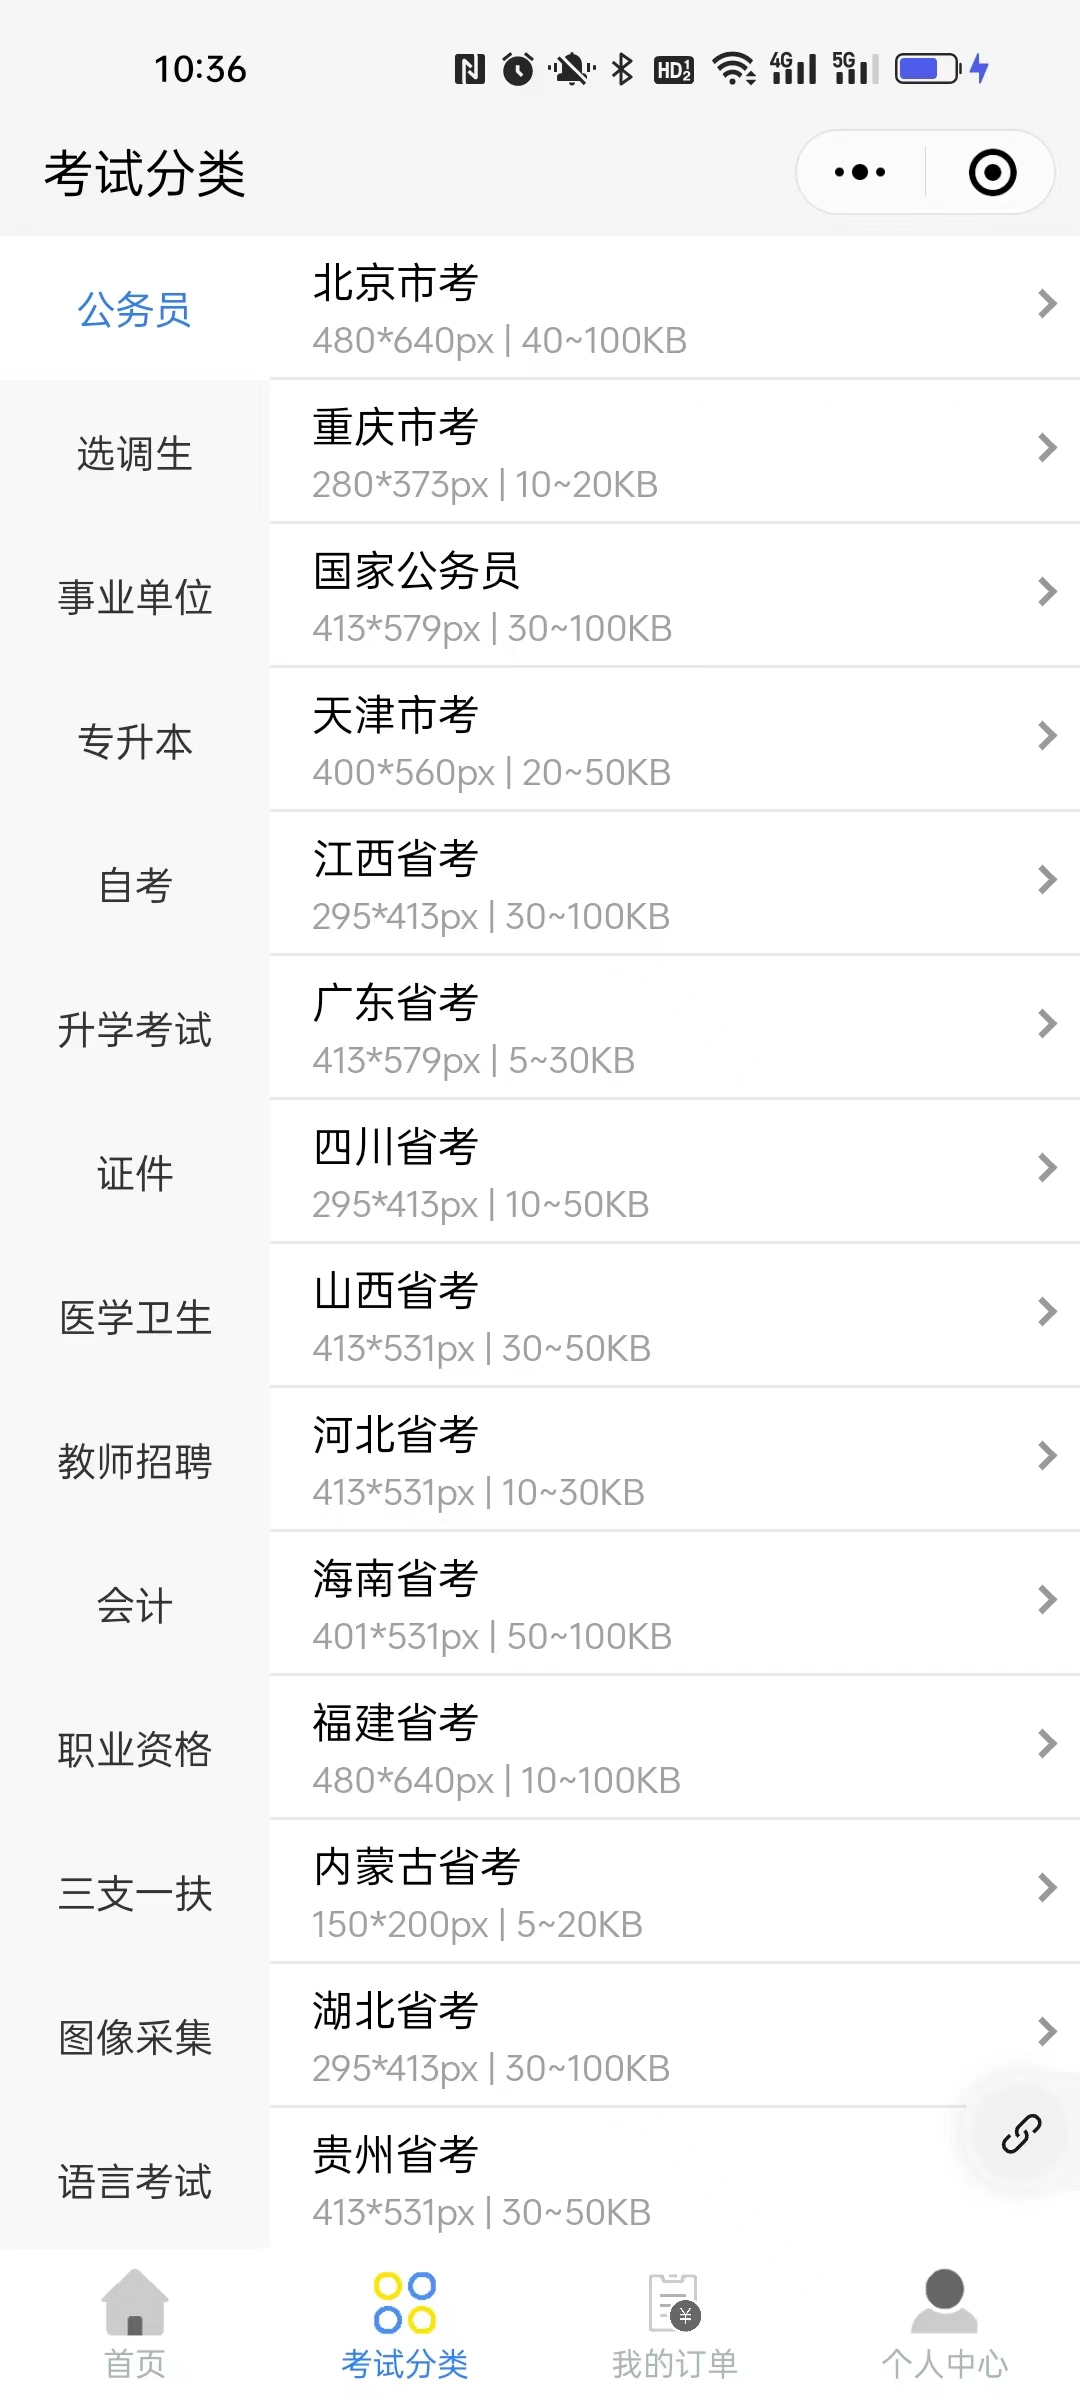 10:36
HD 1 2
4G
5G
考试分类
公务员
选调生
事业单位
专升本
自考
升学考试
证件
医学卫生
教师招聘
会计
职业资格
三支一扶
图像采集
语言考试
北京市考
480*640px | 40~100KB
重庆市考
280*373px | 10~20KB
国家公务员
413*579px | 30~100KB
天津市考
400*560px | 20~50KB
江西省考
295*413px | 30~100KB
广东省考
413*579px | 5~30KB
四川省考
295*413px | 10~50KB
山西省考
413*531px | 30~50KB
河北省考
413*531px | 10~30KB
海南省考
401*531px | 50~100KB
福建省考
480*640px | 10~100KB
内蒙古省考
150*200px | 5~20KB
湖北省考
295*413px | 30~100KB
贵州省考
413*531px | 30~50KB
首页
考试分类
¥
我的订单
个人中心